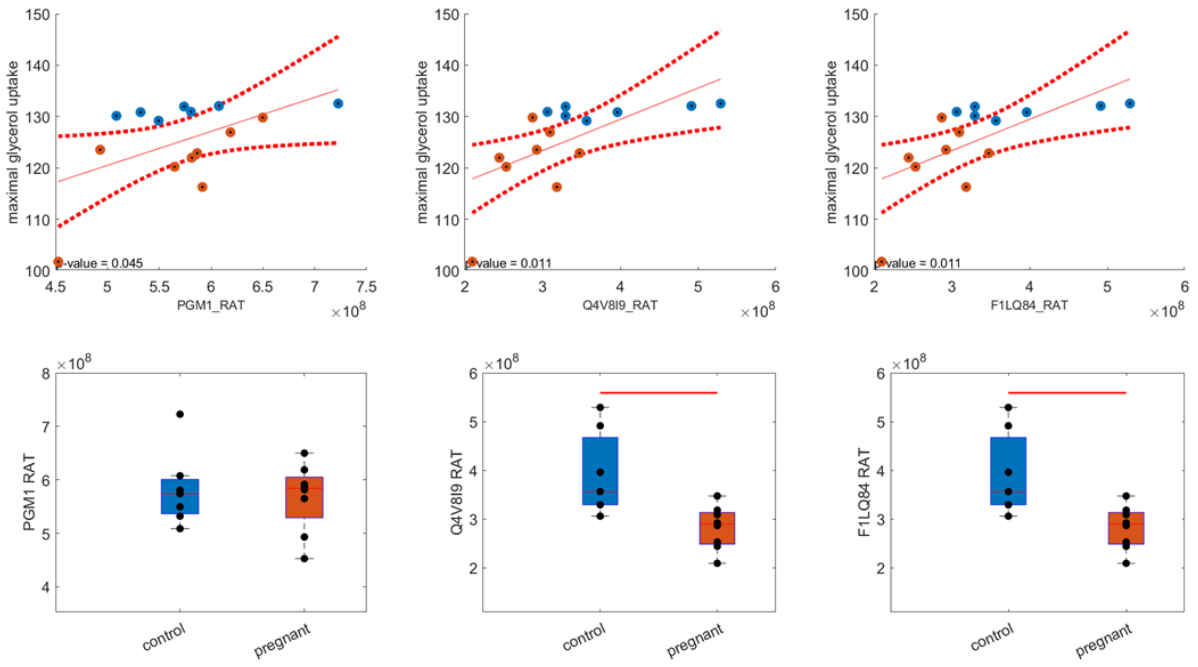 150
140
130
120
110
100
maximal glycerol uptake
-value = 0.045
4.5 5 5.5 6 6.5 7 7.5
PGM1_RAT
×10⁸
150
140
130
120
110
100
maximal glycerol uptake
-value = 0.011
2 3 4 5 6
Q4V8I9_RAT
×10⁸
150
140
130
120
110
100
maximal glycerol uptake
-value = 0.011
2 3 4 5 6
F1LQ84_RAT
×10⁸
×10⁸
8
7
6
5
4
PGM1 RAT
control pregnant
×10⁸
6
5
4
3
2
Q4V8I9 RAT
control pregnant
×10⁸
6
5
4
3
2
F1LQ84 RAT
control pregnant